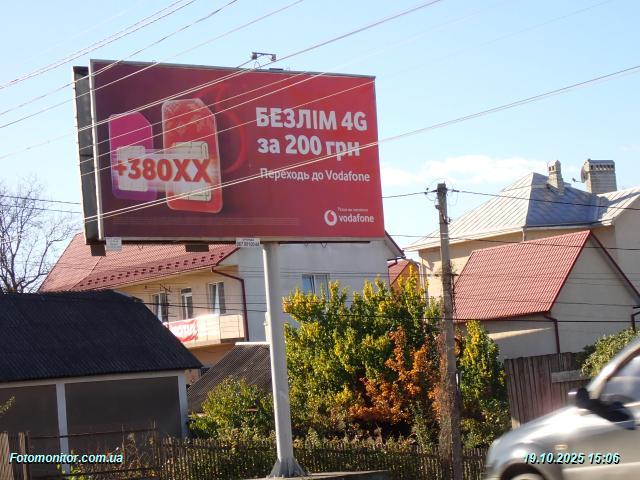 БЕЗЛІМ 4G
за 200 грн
+380XX
Переходь до Vodafone
vodafone
Fotomonitor.com.ua
19.10.2025 15:06